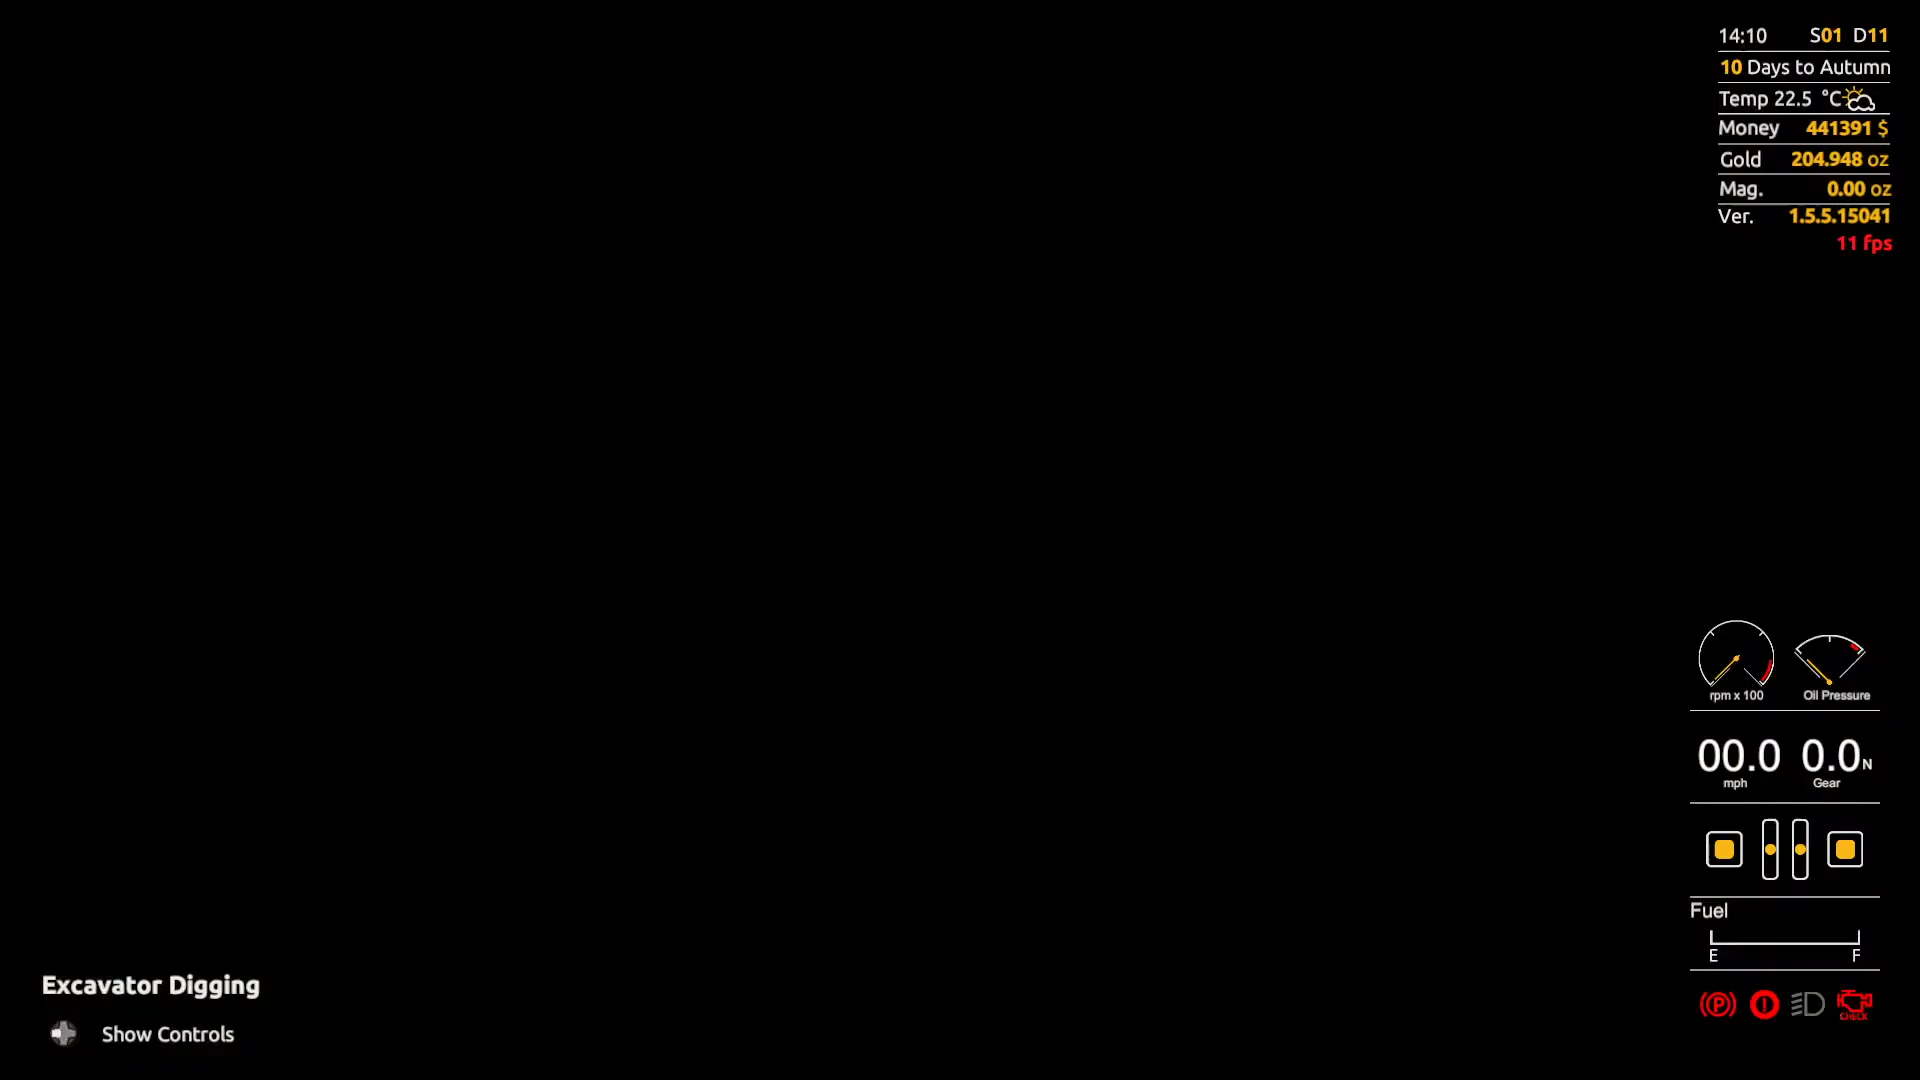 14:10 S01 D11
10 Days to Autumn
Temp 22.5 °C
Money 441391 $
Gold 204.948 oz
Mag. 0.00 oz
Ver. 1.5.5.15041
11 fps
rpm x 100 Oil Pressure
00.0 0.0 N
mph Gear
Fuel
E F
P ! CHECK
Excavator Digging
Show Controls